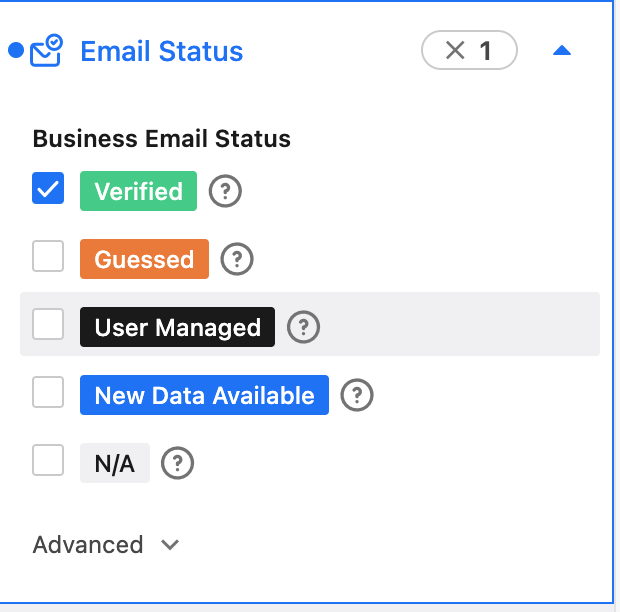 Email Status
1
Business Email Status
Verified ?
Guessed ?
User Managed ?
New Data Available ?
N/A ?
Advanced